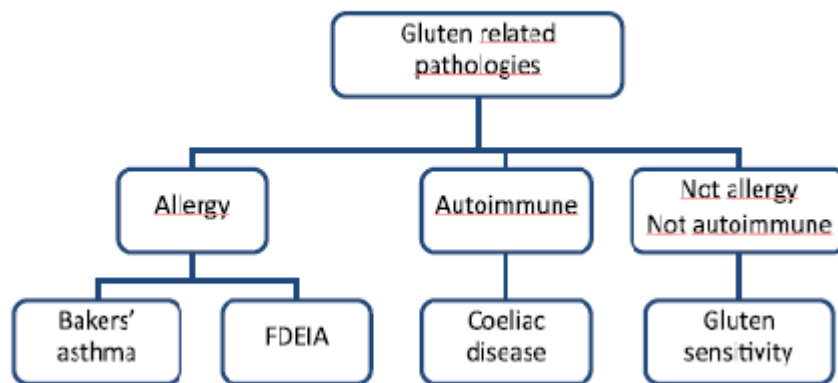 Gluten related
pathologies
Allergy
Autoimmune
Not allergy
Not autoimmune
Bakers’
asthma
FDEIA
Coeliac
disease
Gluten
sensitivity